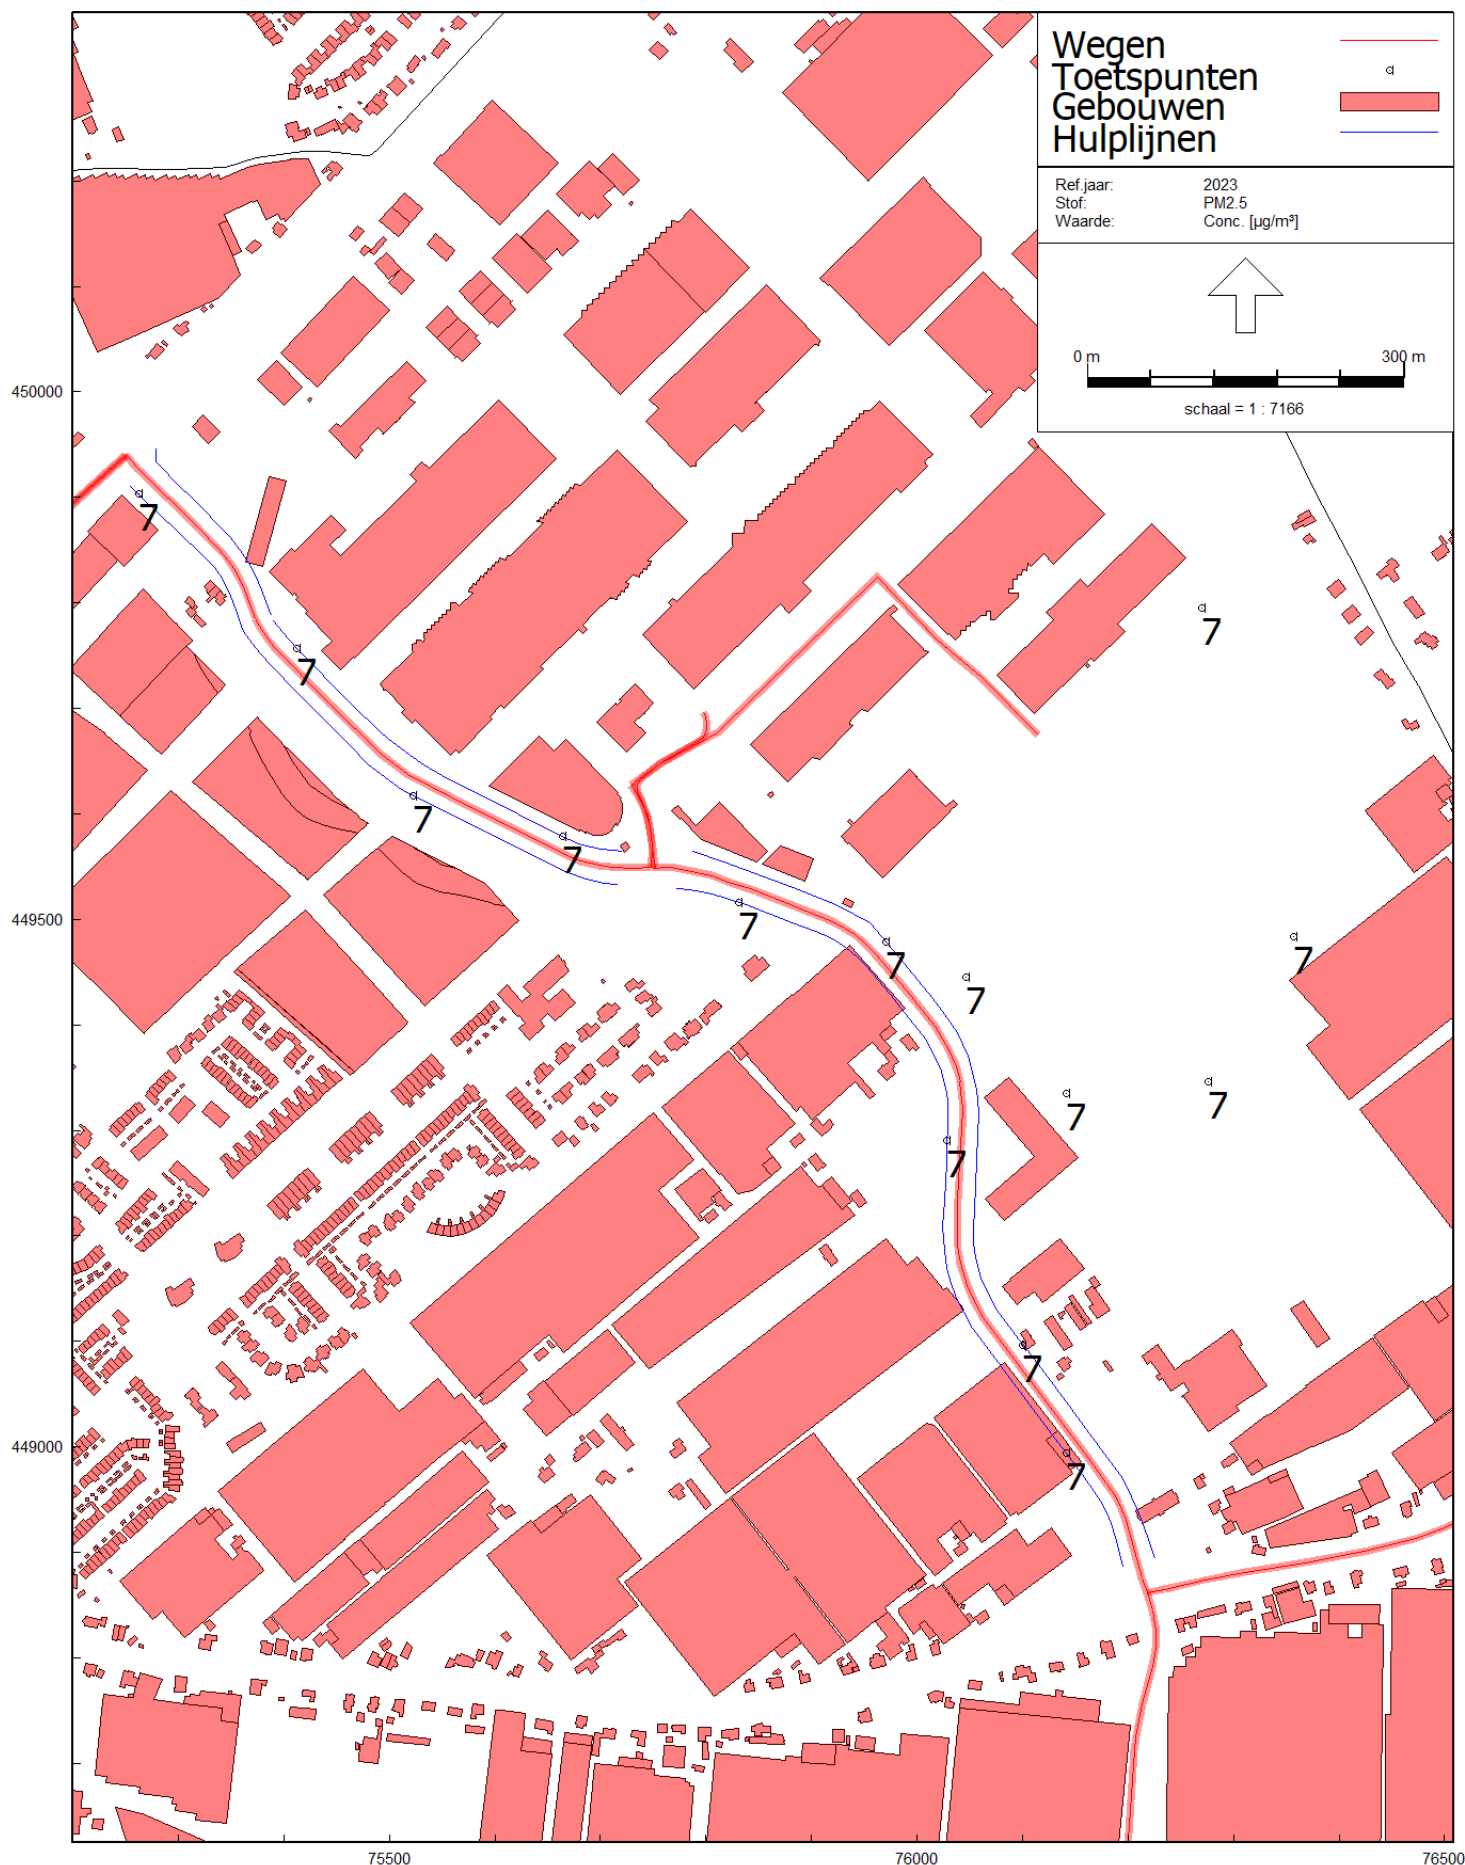 Wegen
Toetspunten
Gebouwen
Hulplijnen
Ref.jaar: 2023
Stof: PM2.5
Waarde: Conc. [µg/m³]
0 m 300 m
schaal = 1 : 7166
450000
7
7
7
7
7
7
449500
7
7
7
7
7
7
7
449000
7
75500 76000 76500